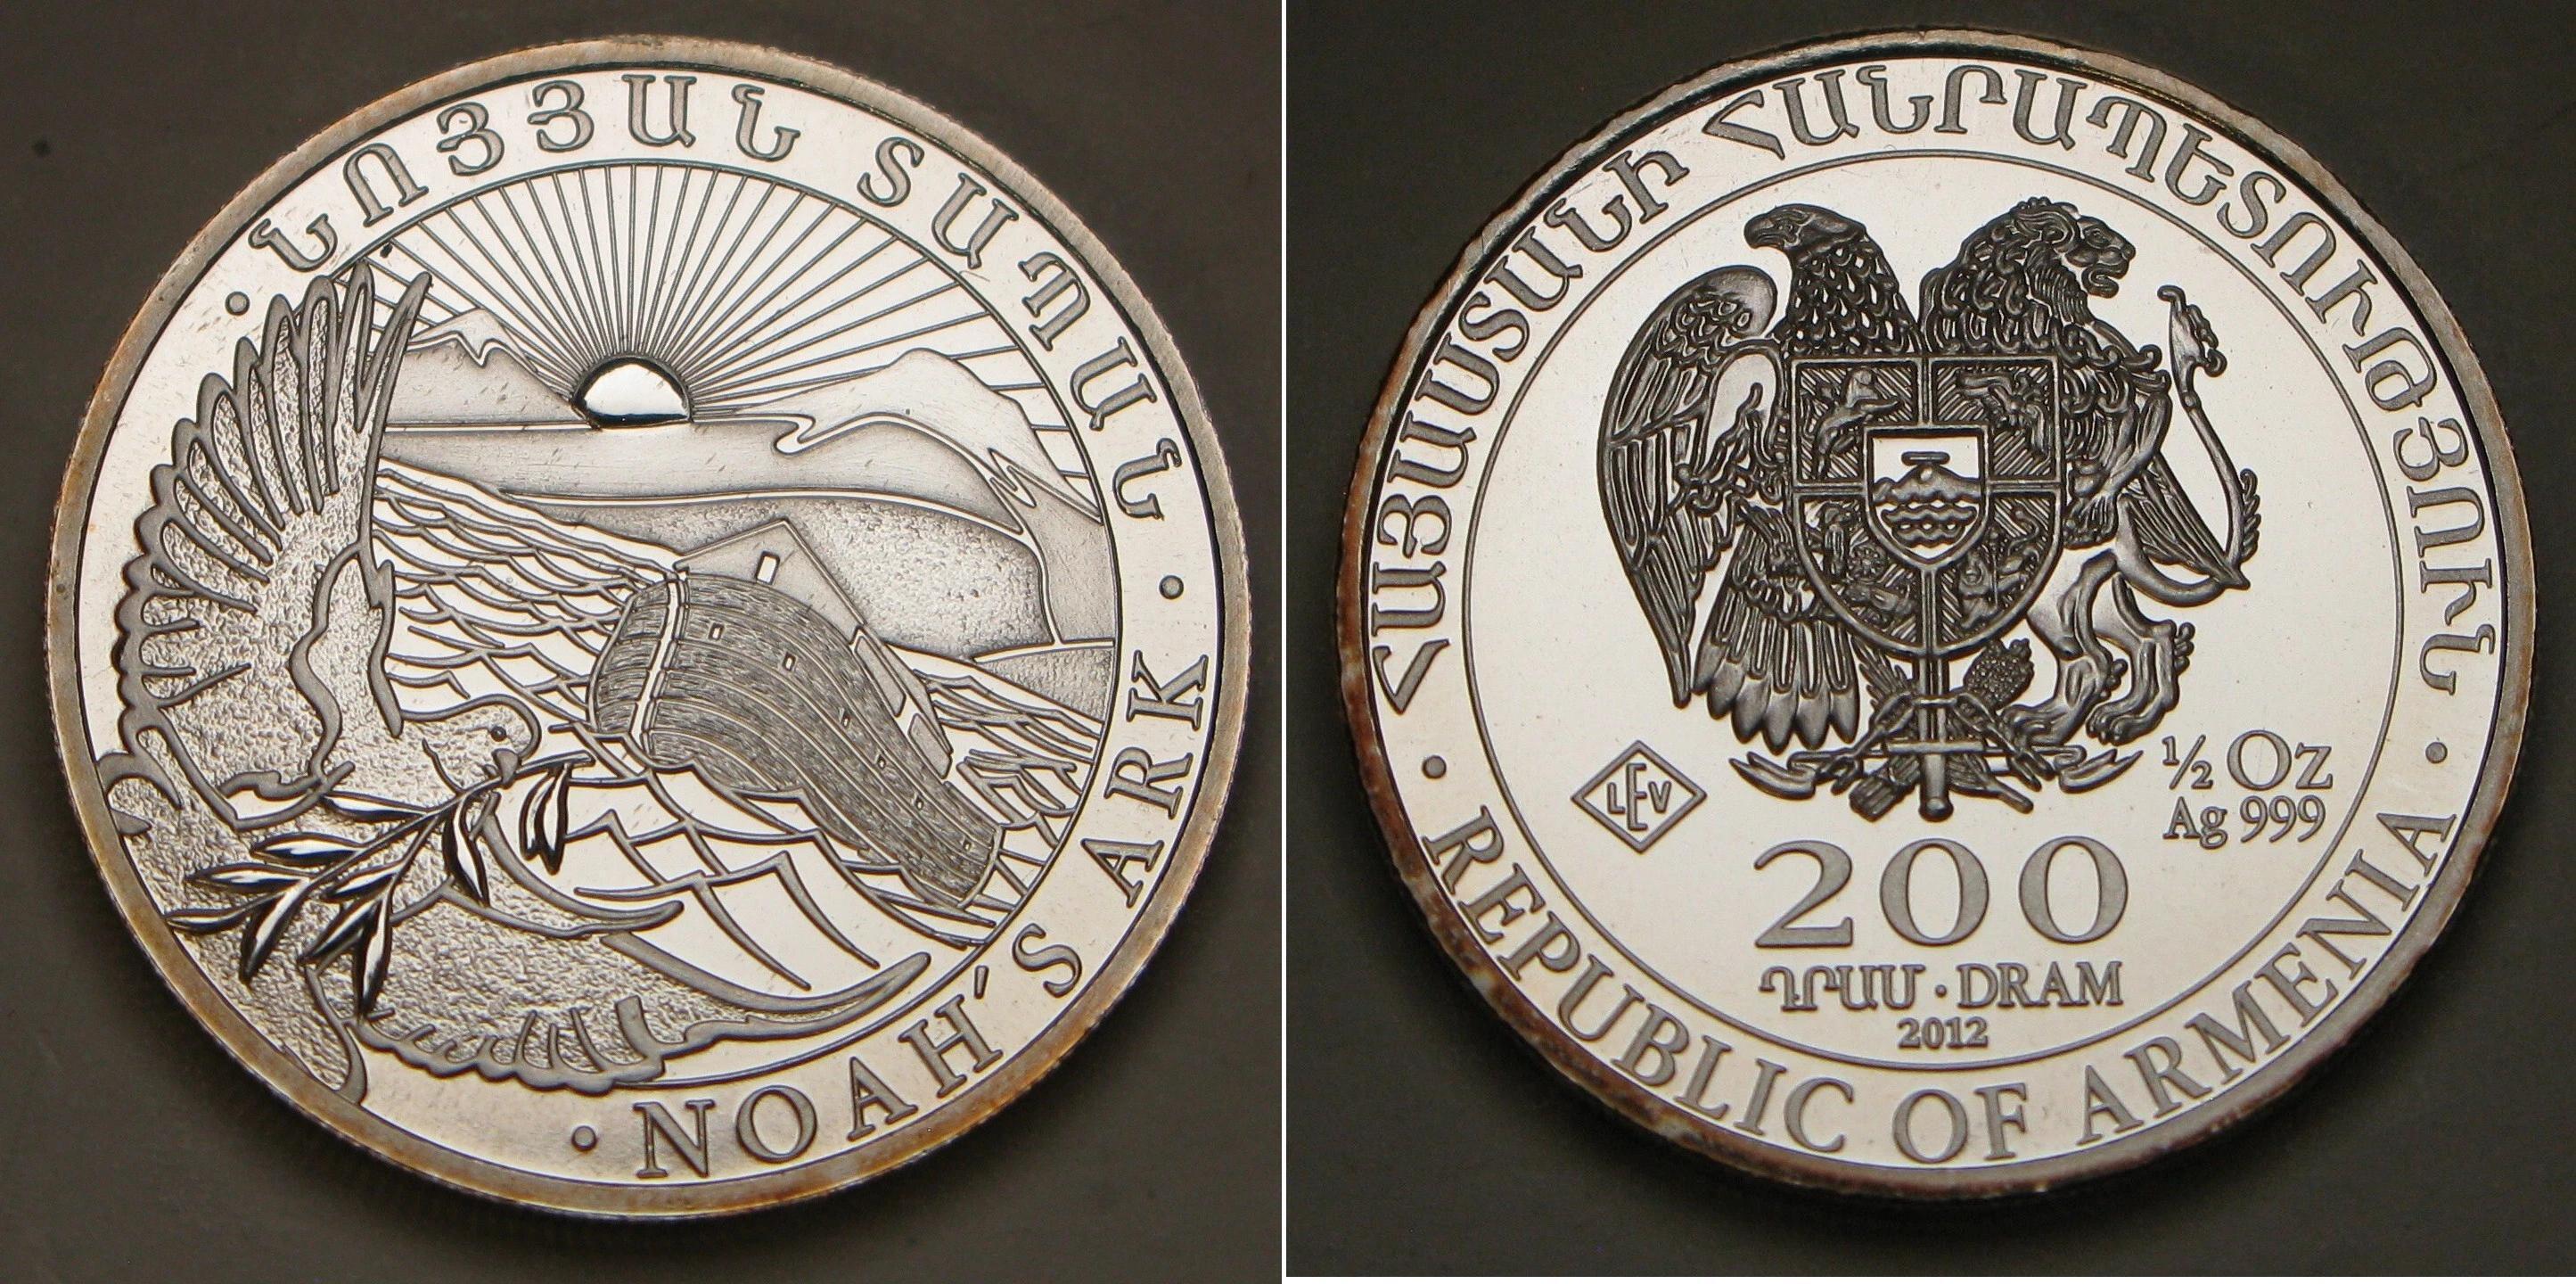 · ՆՈՅՅԱՆ ՏԱՊԱՆ ·
· NOAH'S ARK
ՀԱՅԱՍՏԱՆԻ ՀԱՆՐԱՊԵՏՈՒԹՅՈՒՆ
LEV
½ Oz
Ag 999
200
ԴՐԱՄ · DRAM
2012
· REPUBLIC OF ARMENIA ·